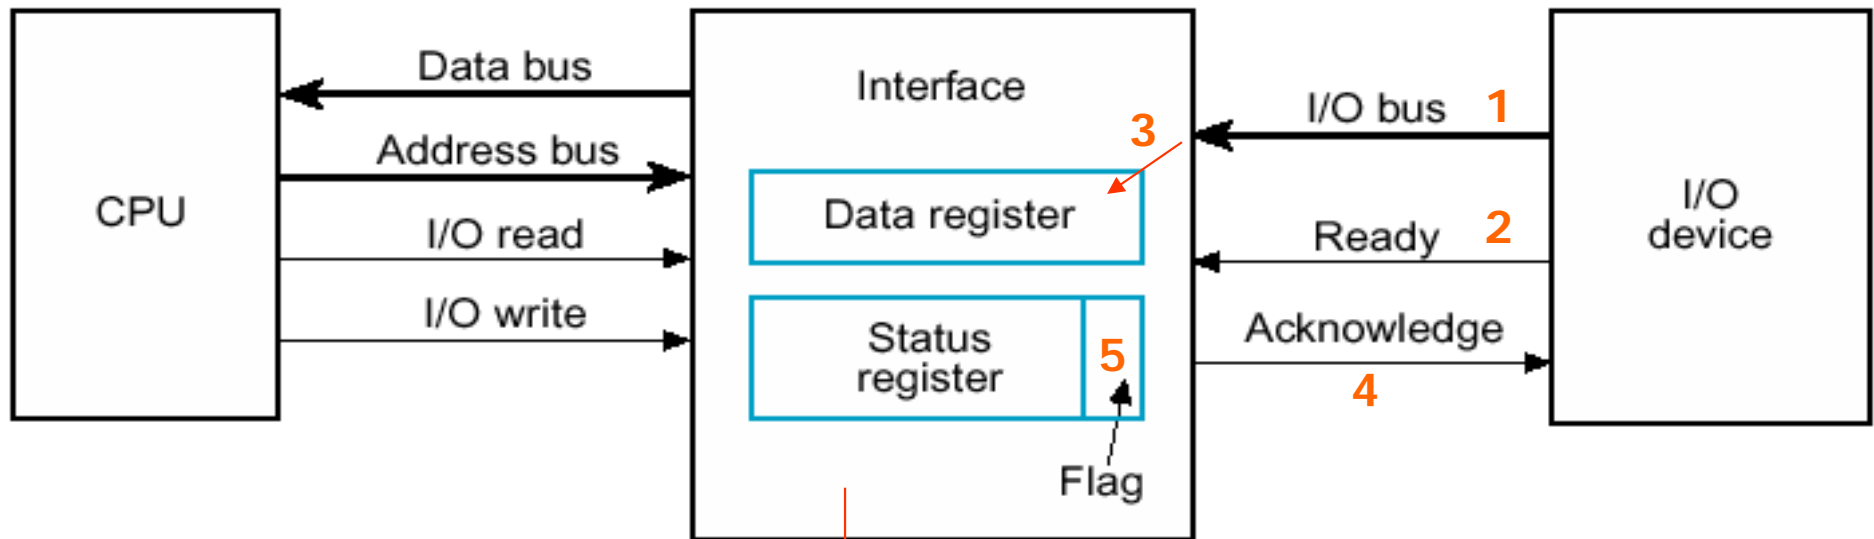 Data bus
Address bus
CPU
I/O read
I/O write
Interface
3
Data register
Status
register
5
Flag
I/O bus 1
Ready 2
Acknowledge
4
I/O
device